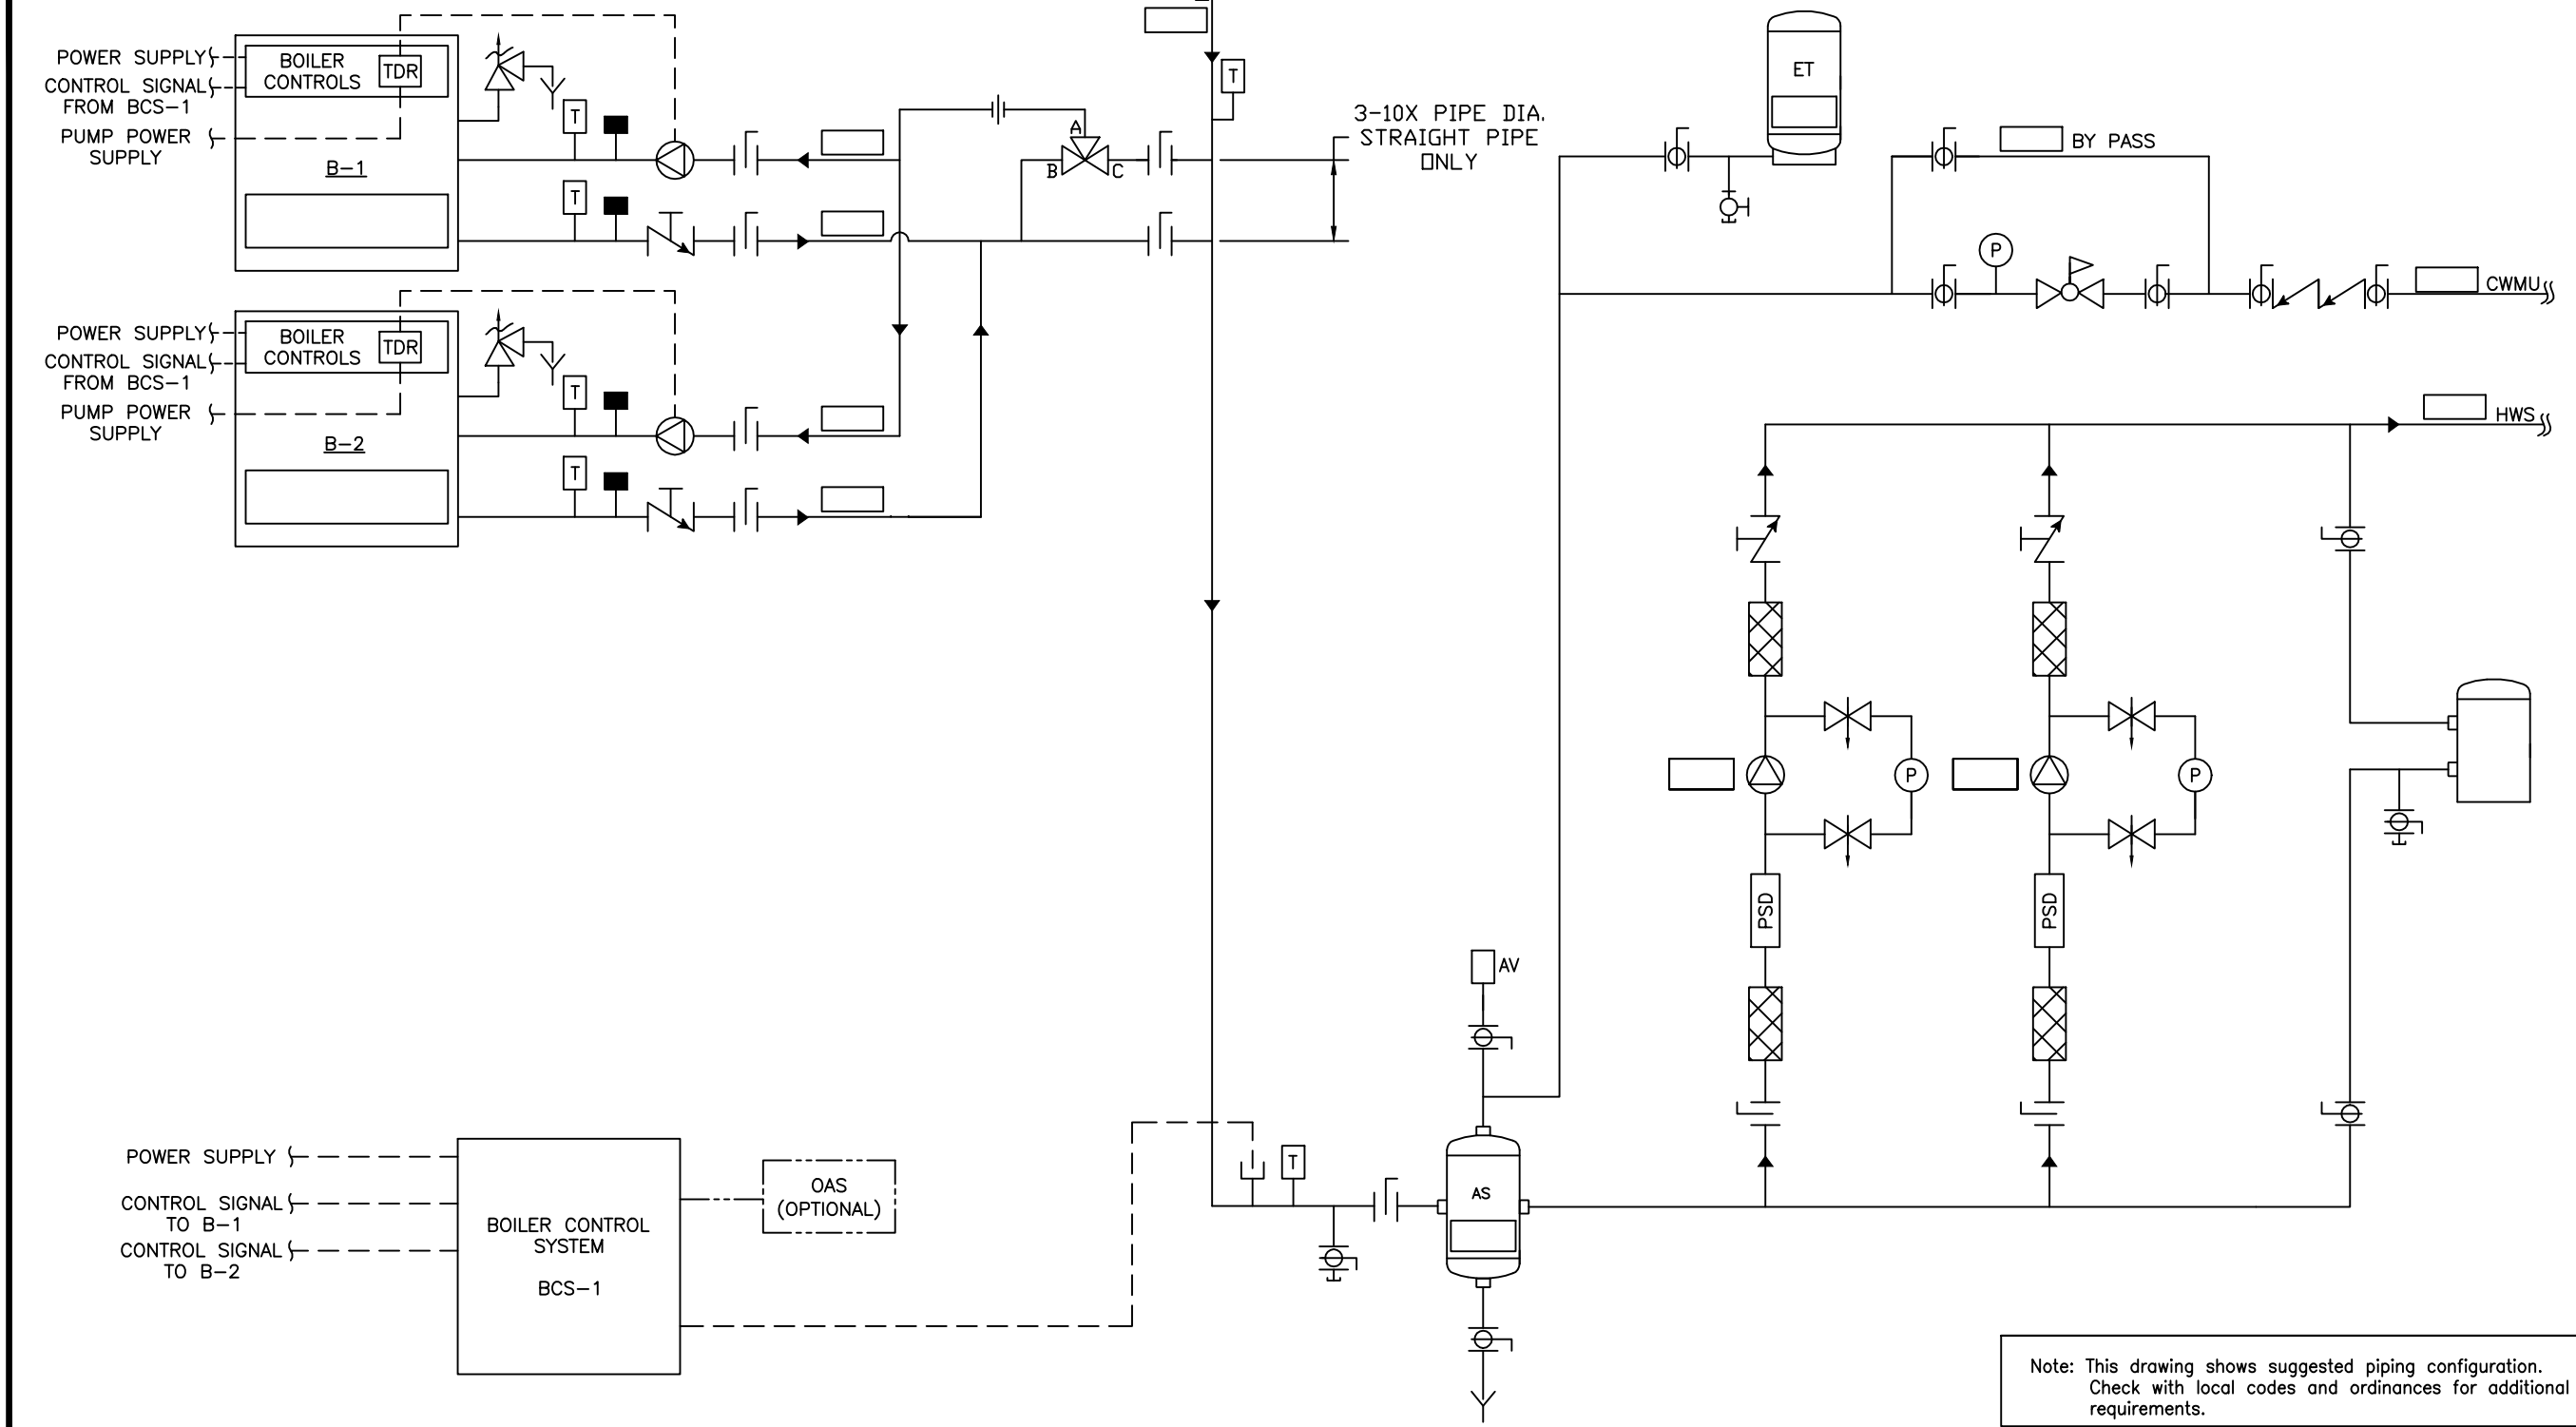 POWER SUPPLY
CONTROL SIGNAL
FROM BCS-1
PUMP POWER
SUPPLY
BOILER
CONTROLS
TDR
B-1
T
T
A
B
C
T
3-10X PIPE DIA.
STRAIGHT PIPE
ONLY
ET
BY PASS
P
CWMU
POWER SUPPLY
CONTROL SIGNAL
FROM BCS-1
PUMP POWER
SUPPLY
BOILER
CONTROLS
TDR
B-2
T
T
HWS
P
P
PSD
PSD
AV
POWER SUPPLY
CONTROL SIGNAL
TO B-1
CONTROL SIGNAL
TO B-2
BOILER CONTROL
SYSTEM
BCS-1
OAS
(OPTIONAL)
T
AS
Note: This drawing shows suggested piping configuration.
Check with local codes and ordinances for additional
requirements.